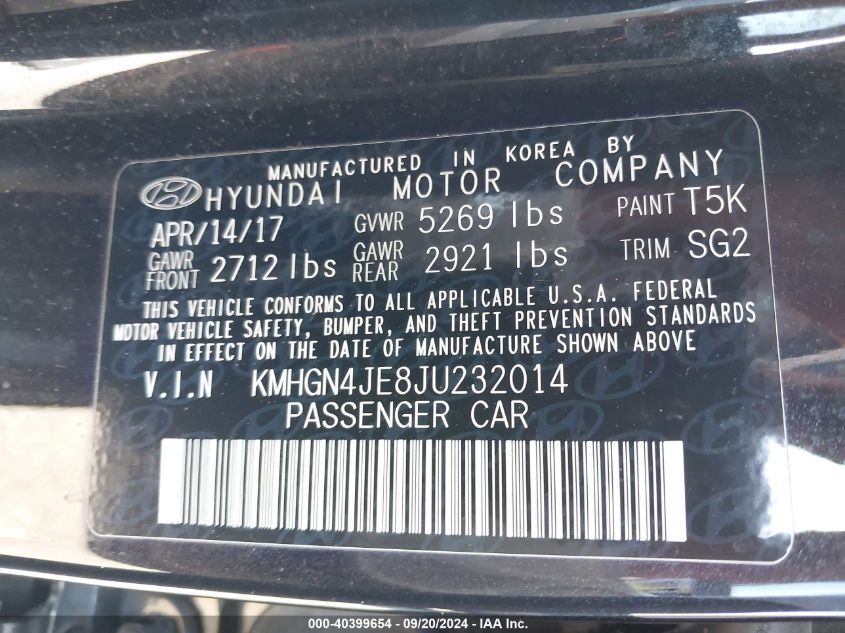 MANUFACTURED IN KOREA BY
HYUNDAI MOTOR COMPANY
APR/14/17 GVWR 5269 lbs PAINT T5K
GAWR FRONT 2712 lbs GAWR REAR 2921 lbs TRIM SG2
THIS VEHICLE CONFORMS TO ALL APPLICABLE U.S.A. FEDERAL
MOTOR VEHICLE SAFETY, BUMPER, AND THEFT PREVENTION STANDARDS
IN EFFECT ON THE DATE OF MANUFACTURE SHOWN ABOVE
V.I.N KMHGN4JE8JU232014
PASSENGER CAR
000-40399654 - 09/20/2024 - IAA Inc.